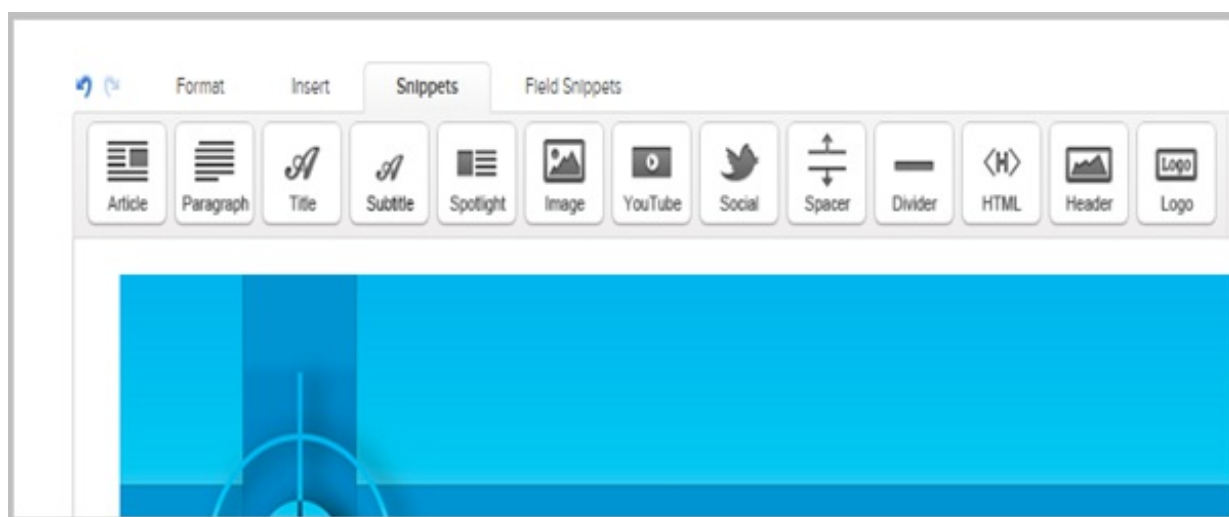 Format Insert Snippets Field Snippets
Article Paragraph Title Subtitle Spotlight Image YouTube Social Spacer Divider HTML Header Logo